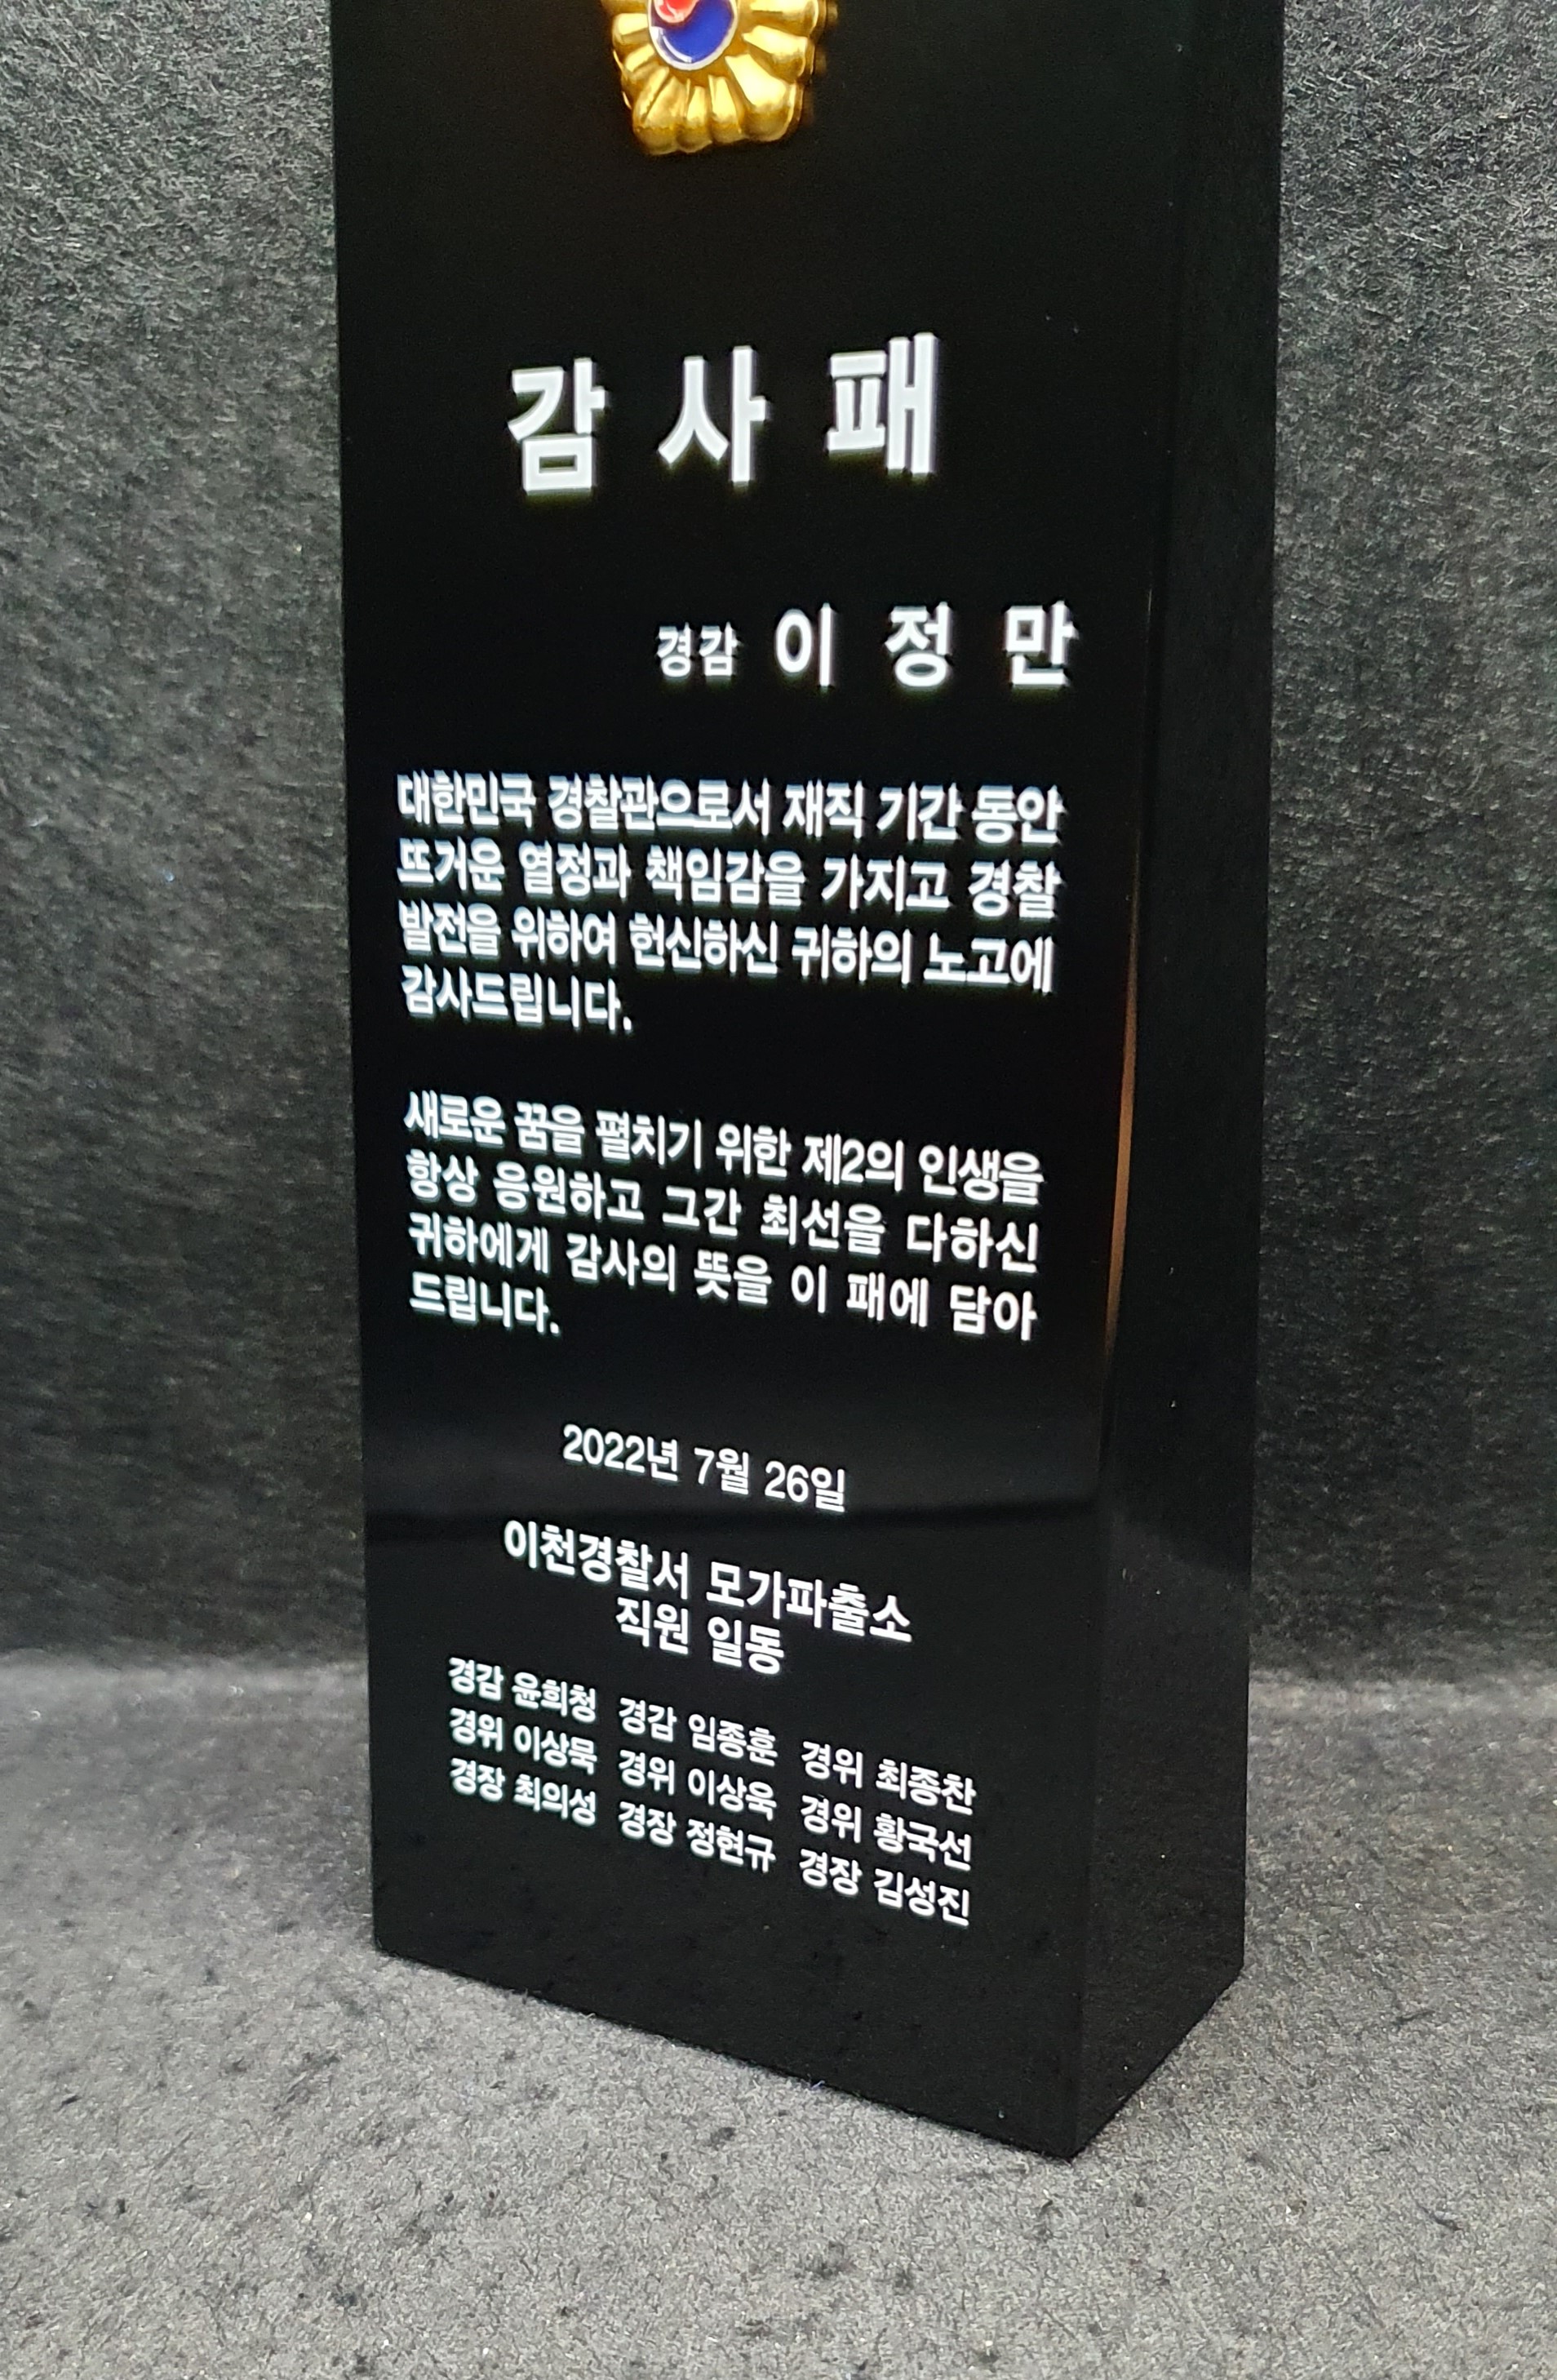 감사패
경감 이정만
대한민국 경찰관으로서 재직 기간 동안
뜨거운 열정과 책임감을 가지고 경찰
발전을 위하여 헌신하신 귀하의 노고에
감사드립니다.
새로운 꿈을 펼치기 위한 제2의 인생을
항상 응원하고 그간 최선을 다하신
귀하에게 감사의 뜻을 이 패에 담아
드립니다.
2022년 7월 26일
이천경찰서 모가파출소
직원 일동
경감 윤희청 경감 임종훈 경위 최종찬
경위 이상묵 경위 이상욱 경위 황국선
경장 최의성 경장 정현규 경장 김성진